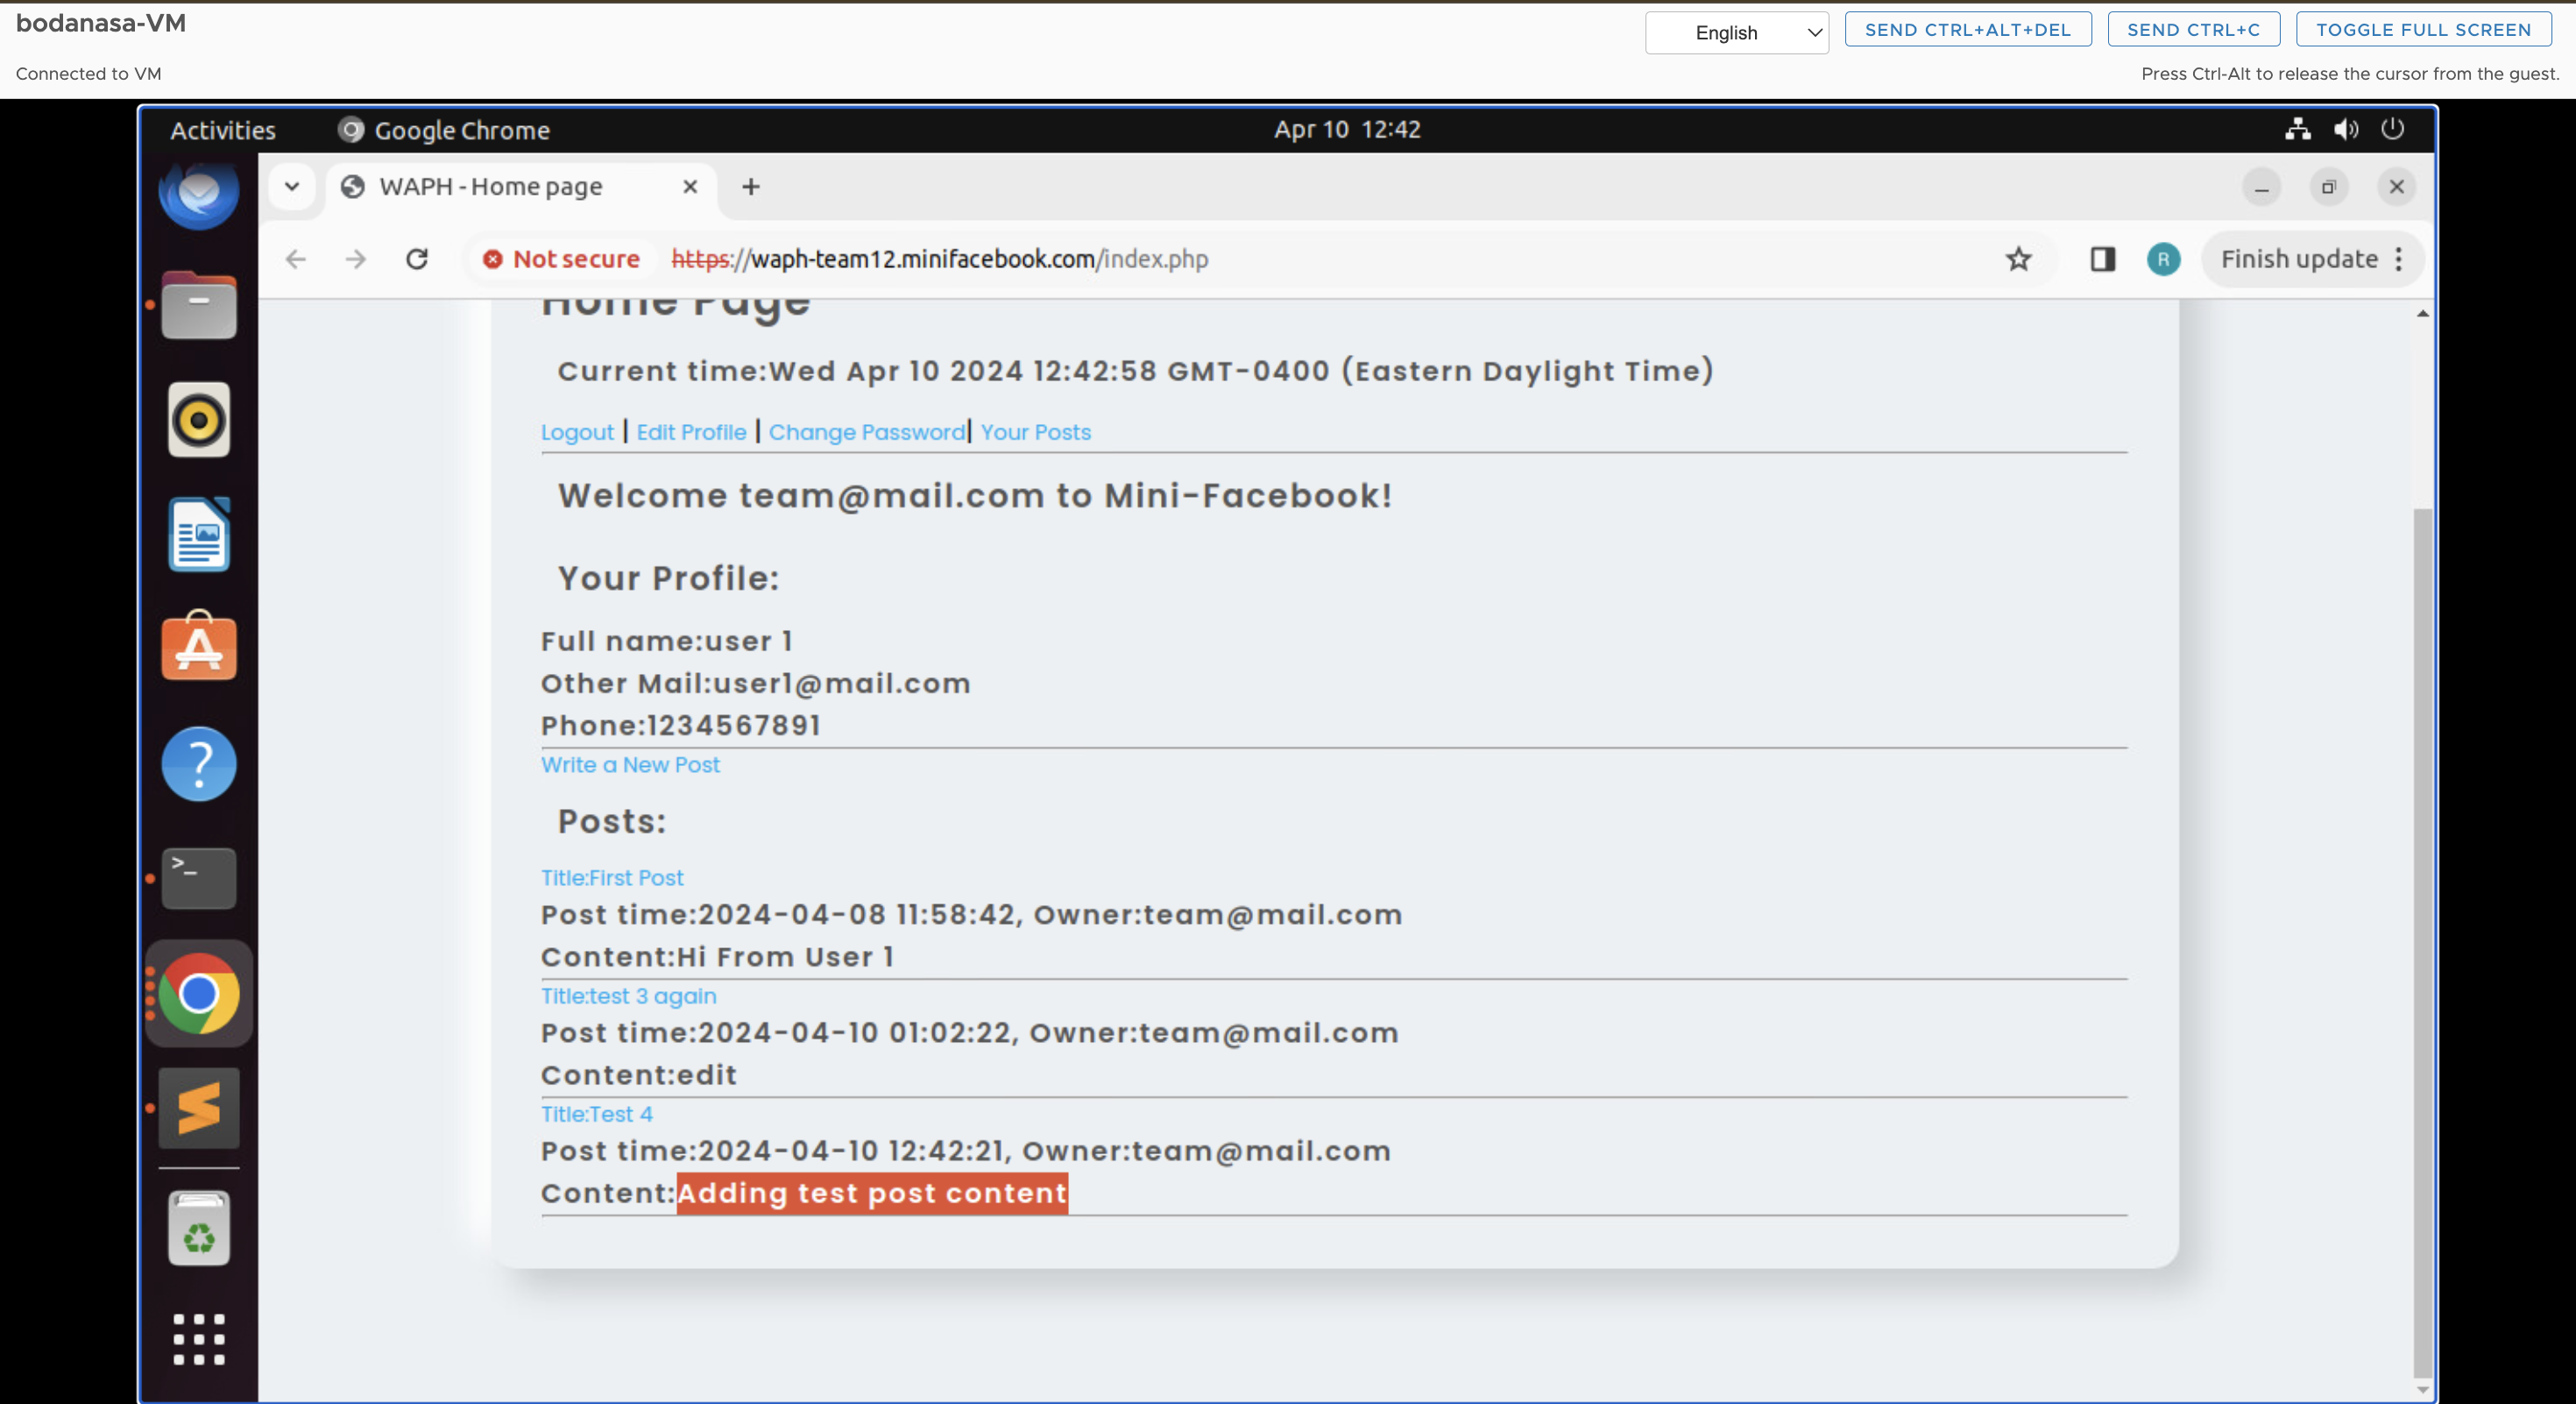 bodanasa-VM
English
SEND CTRL+ALT+DEL
SEND CTRL+C
TOGGLE FULL SCREEN
Connected to VM
Press Ctrl-Alt to release the cursor from the guest.
Activities
Google Chrome
Apr 10 12:42
WAPH - Home page
Not secure
https://waph-team12.minifacebook.com/index.php
R
Finish update
Home Page
Current time:Wed Apr 10 2024 12:42:58 GMT-0400 (Eastern Daylight Time)
Logout | Edit Profile | Change Password| Your Posts
Welcome team@mail.com to Mini-Facebook!
Your Profile:
Full name:user 1
Other Mail:user1@mail.com
Phone:1234567891
Write a New Post
Posts:
Title:First Post
Post time:2024-04-08 11:58:42, Owner:team@mail.com
Content:Hi From User 1
Title:test 3 again
Post time:2024-04-10 01:02:22, Owner:team@mail.com
Content:edit
Title:Test 4
Post time:2024-04-10 12:42:21, Owner:team@mail.com
Content:Adding test post content